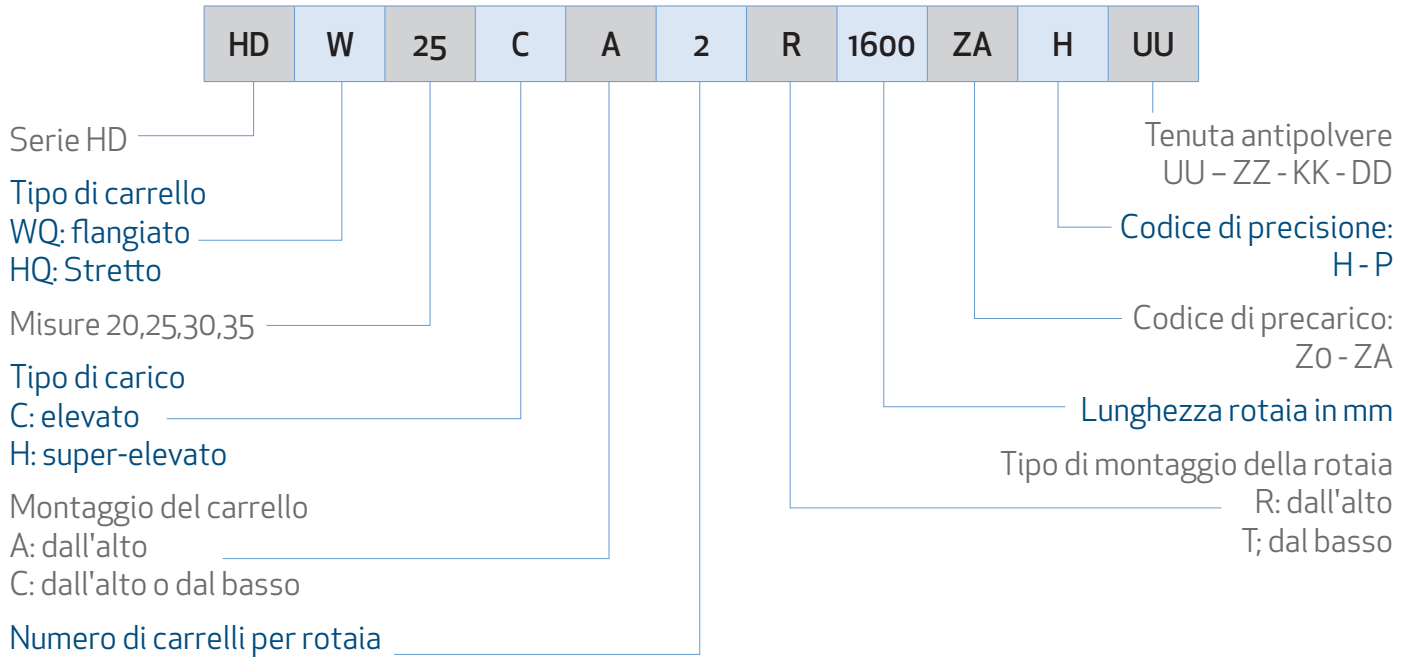 HD W 25 C A 2 R 1600 ZA H UU
Serie HD
Tipo di carrello
WQ: flangiato
HQ: Stretto
Misure 20,25,30,35
Tipo di carico
C: elevato
H: super-elevato
Montaggio del carrello
A: dall'alto
C: dall'alto o dal basso
Numero di carrelli per rotaia
Tenuta antipolvere
UU – ZZ - KK - DD
Codice di precisione:
H - P
Codice di precarico:
Z0 - ZA
Lunghezza rotaia in mm
Tipo di montaggio della rotaia
R: dall'alto
T; dal basso